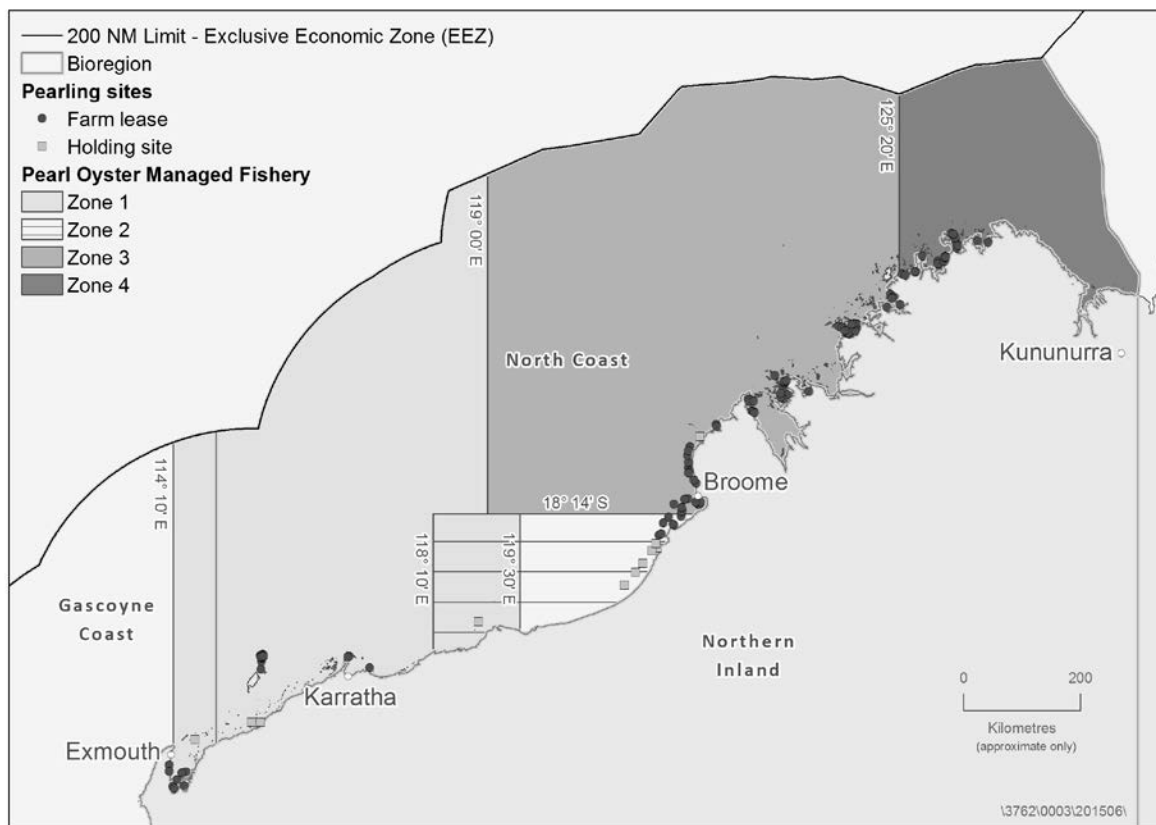 200 NM Limit - Exclusive Economic Zone (EEZ)
Bioregion
Pearling sites
Farm lease
Holding site
Pearl Oyster Managed Fishery
Zone 1
Zone 2
Zone 3
Zone 4
125° 20' E
119° 00' E
North Coast
Kununurra
114° 10' E
Broome
18° 14' S
118° 10' E
119° 30' E
Gascoyne
Coast
Northern
Inland
Karratha
Exmouth
0
200
Kilometres
(approximate only)
\3762\0003\201506\